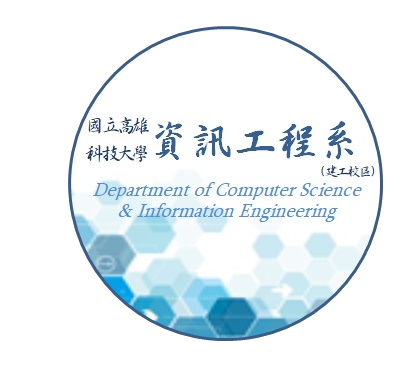 國立高雄
科技大學
資訊工程系
(建工校區)
Department of Computer Science
& Information Engineering